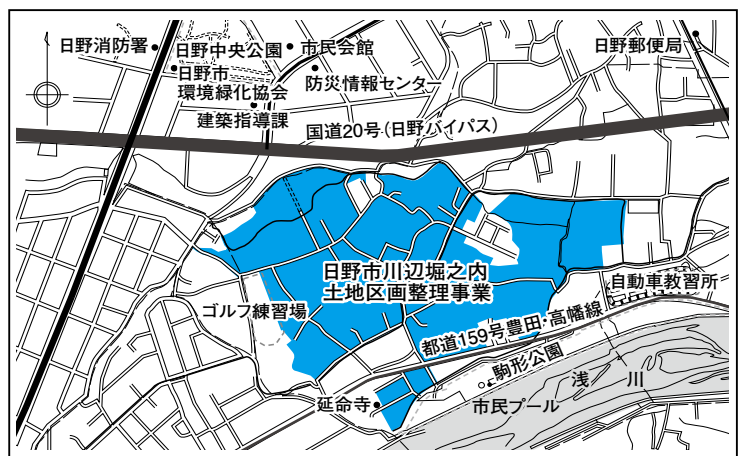 日野消防署
日野中央公園
市民会館
日野郵便局
日野市
環境緑化協会
防災情報センター
建築指導課
国道20号(日野バイパス)
日野市川辺堀之内
土地区画整理事業
自動車教習所
ゴルフ練習場
都道159号豊田・高幡線
駒形公園
浅川
延命寺
市民プール